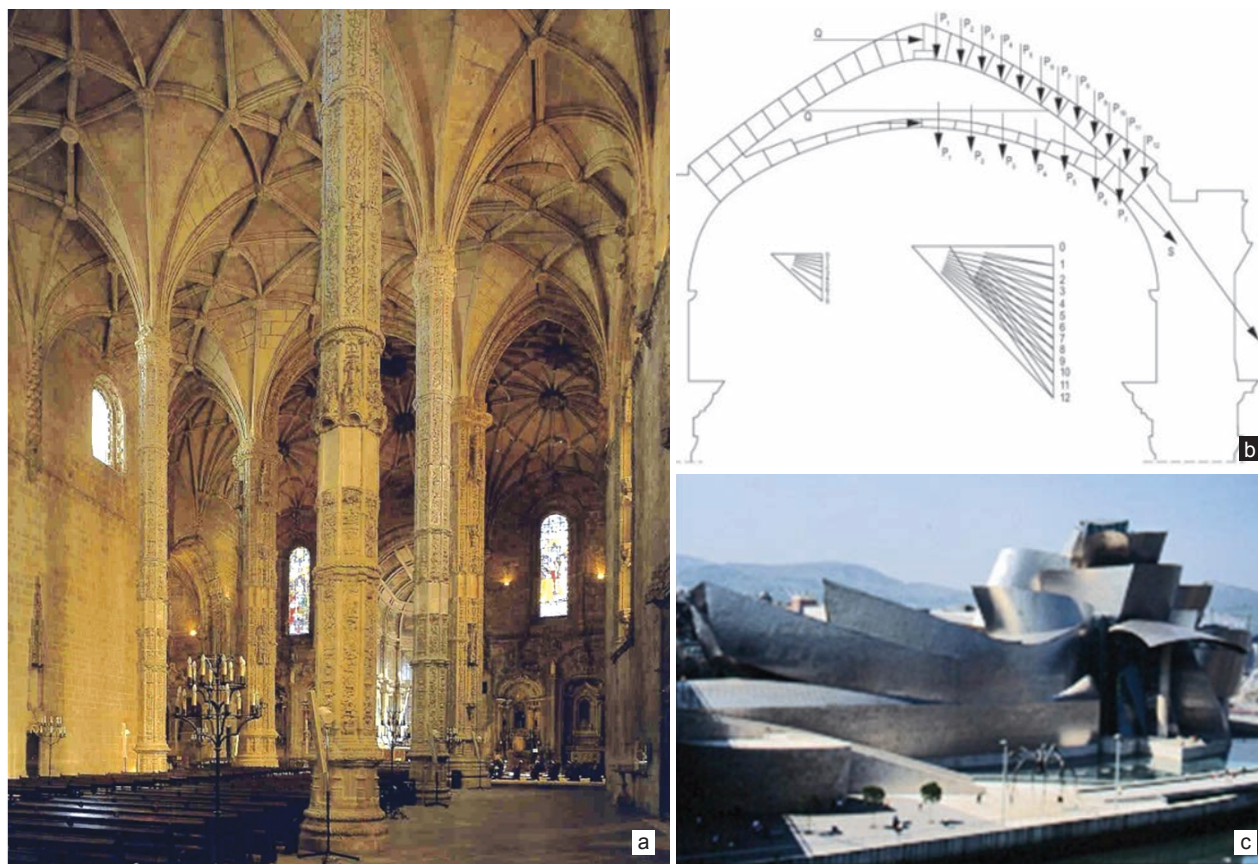 a
Q
P₁
P₂
P₃
P₄
P₅
P₆
P₇
P₈
P₉
P₁₀
P₁₁
P₁₂
Q
P₁
P₂
P₃
P₄
P₅
P₆
P₇
S
0
1
2
3
4
5
6
7
8
9
10
11
12
b
c